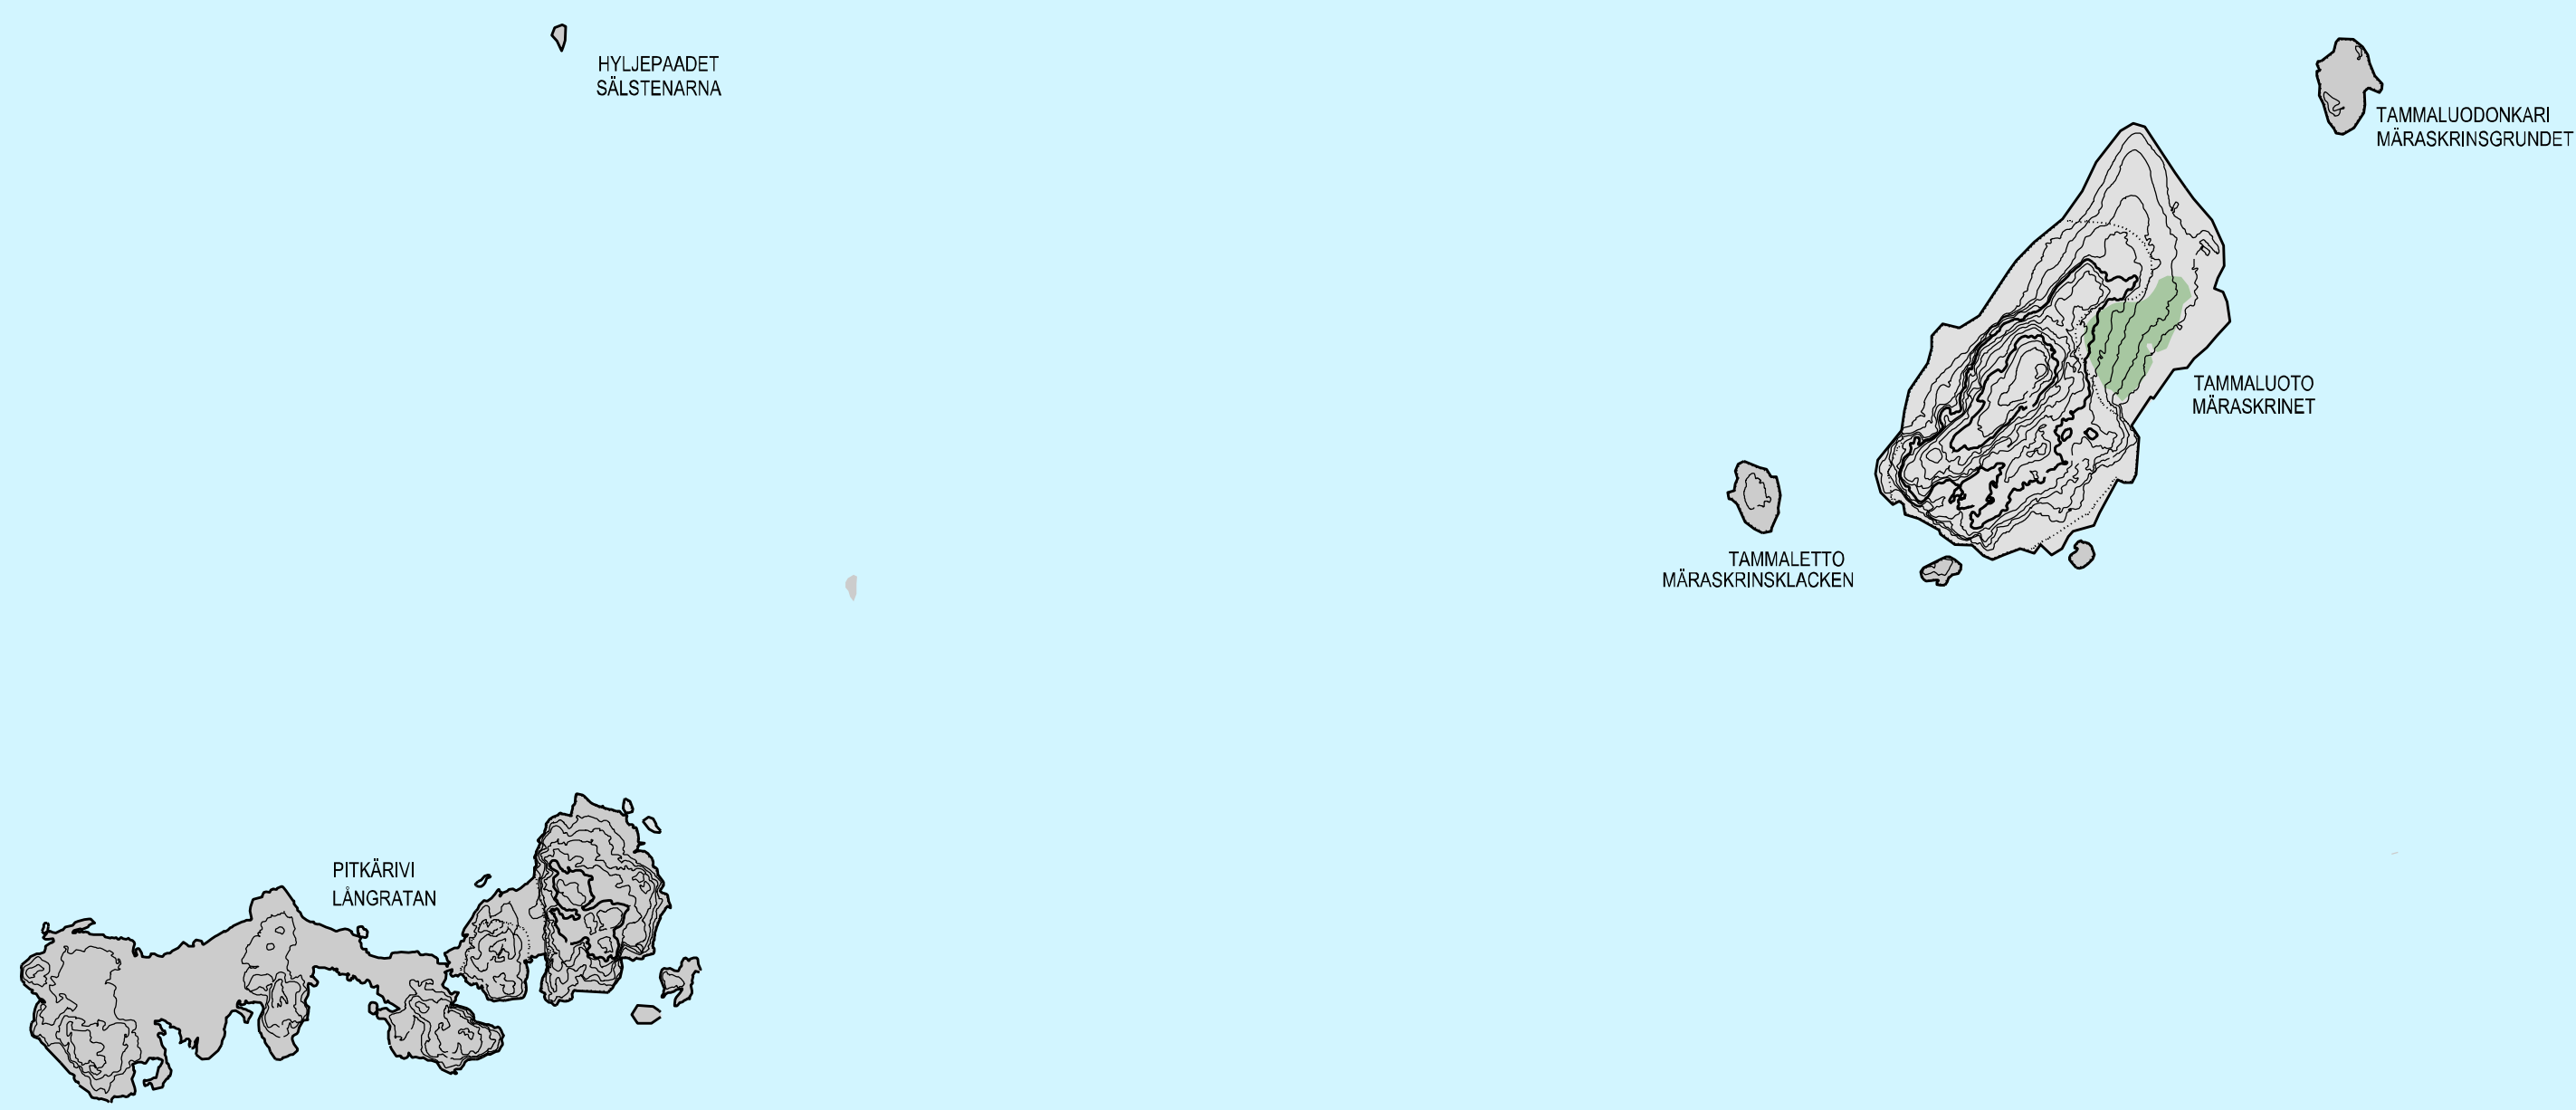 HYLJEPAADET
SÄLSTENARNA
TAMMALUODONKARI
MÄRASKRINSGRUNDET
TAMMALUOTO
MÄRASKRINET
TAMMALETTO
MÄRASKRINSKLACKEN
PITKÄRIVI
LÅNGRATAN